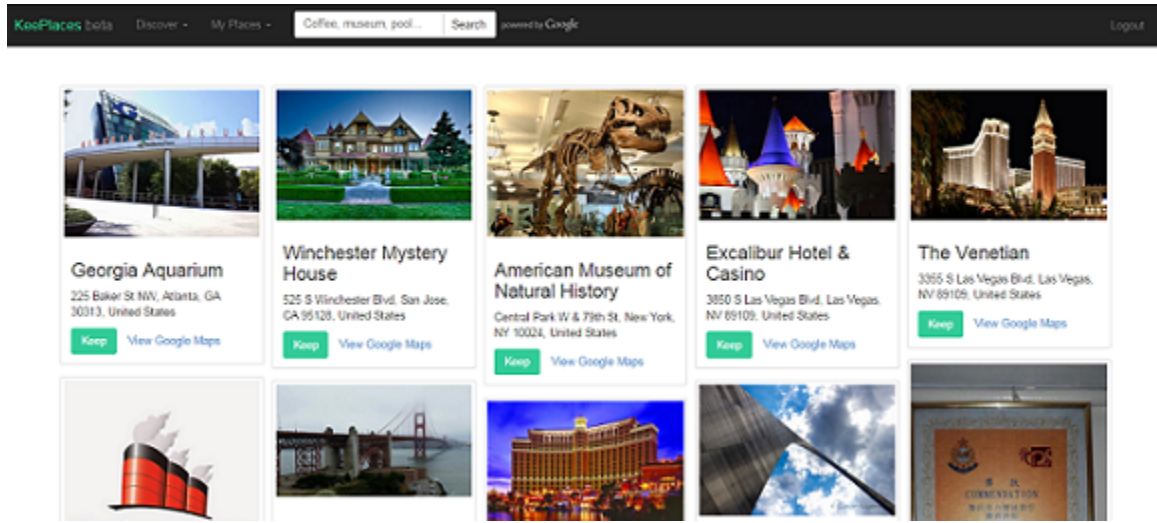 KeePlaces beta
Discover
My Places
Coffee, museum, pool...
Search
powered by Google
Logout
Georgia Aquarium
225 Baker St NW, Atlanta, GA
30313, United States
Keep
View Google Maps
Winchester Mystery
House
525 S Winchester Blvd, San Jose,
CA 95128, United States
Keep
View Google Maps
American Museum of
Natural History
Central Park W & 79th St, New York,
NY 10024, United States
Keep
View Google Maps
Excalibur Hotel &
Casino
3850 S Las Vegas Blvd, Las Vegas,
NV 89109, United States
Keep
View Google Maps
The Venetian
3355 S Las Vegas Blvd, Las Vegas,
NV 89109, United States
Keep
View Google Maps
COMMENDATION